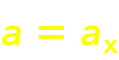 a = aₓ